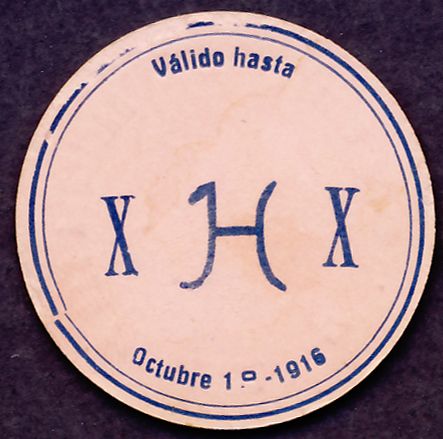 Válido hasta
X H X
Octubre 1º-1916